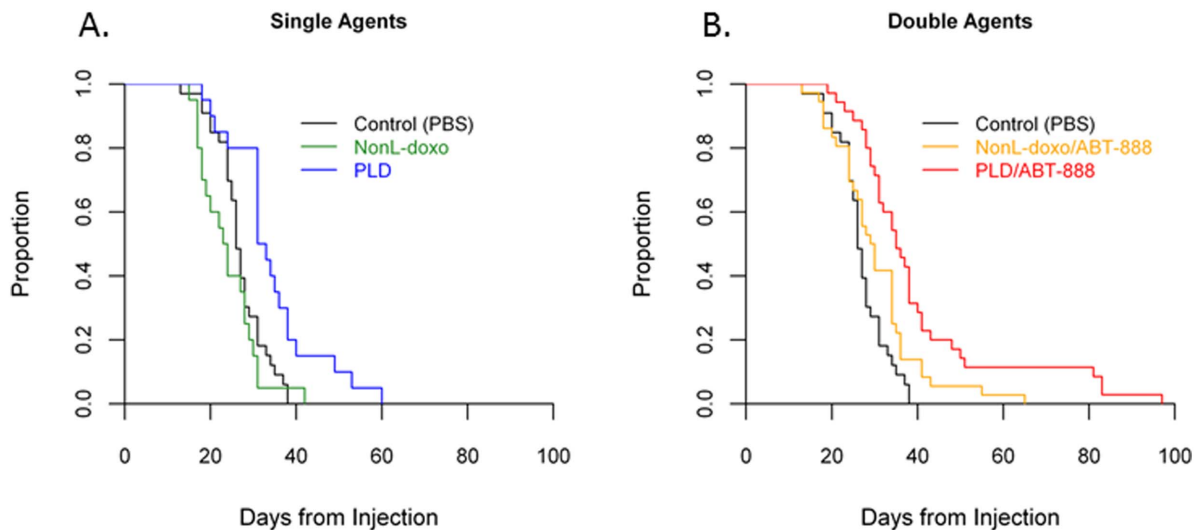 A.
Single Agents
Control (PBS)
NonL-doxo
PLD
Proportion
0.0
0.2
0.4
0.6
0.8
1.0
0 20 40 60 80 100
Days from Injection
B.
Double Agents
Control (PBS)
NonL-doxo/ABT-888
PLD/ABT-888
Proportion
0.0
0.2
0.4
0.6
0.8
1.0
0 20 40 60 80 100
Days from Injection